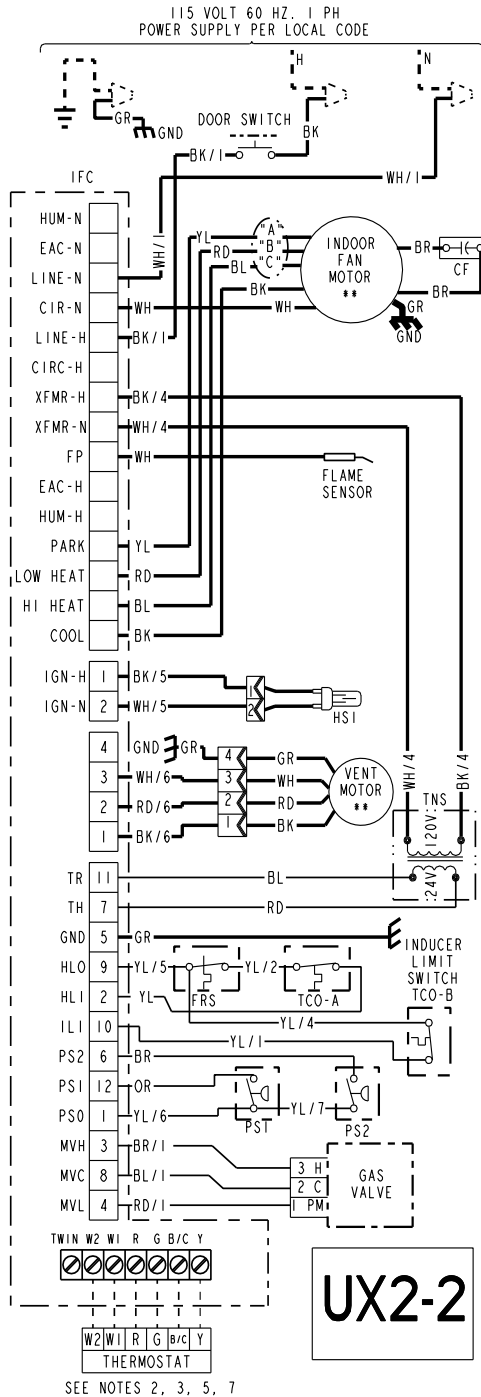 115 VOLT 60 HZ. 1 PH
POWER SUPPLY PER LOCAL CODE
H
N
GR
GND
DOOR SWITCH
BK
BK/1
WH/1
IFC
WH/1
HUM-N
EAC-N
LINE-N
CIR-N
WH
LINE-H
BK/1
CIRC-H
XFMR-H
BK/4
XFMR-N
WH/4
FP
WH
EAC-H
HUM-H
PARK
YL
LOW HEAT
RD
HI HEAT
BL
COOL
BK
YL
"A"
RD
"B"
BL
"C"
BK
WH
INDOOR
FAN
MOTOR
**
BR
CF
BR
GR
GND
FLAME
SENSOR
IGN-H
1
BK/5
1
IGN-N
2
WH/5
2
HSI
4
GND
GR
4
GR
3
WH/6
3
WH
2
RD/6
2
RD
1
BK/6
1
BK
VENT
MOTOR
**
WH/4
BK/4
TNS
120V
24V
TR
11
BL
TH
7
RD
GND
5
GR
HLO
9
YL/5
FRS
YL/2
TCO-A
INDUCER
LIMIT
SWITCH
TCO-B
HLI
2
YL
YL/4
ILI
10
YL/1
PS2
6
BR
PS1
12
OR
PS1
PS0
1
YL/6
YL/7
PS2
MVH
3
BR/1
3 H
MVC
8
BL/1
2 C
MVL
4
RD/1
1 PM
GAS
VALVE
TWIN W2 W1 R G B/C Y
W2 W1 R G B/C Y
THERMOSTAT
SEE NOTES 2, 3, 5, 7
UX2-2